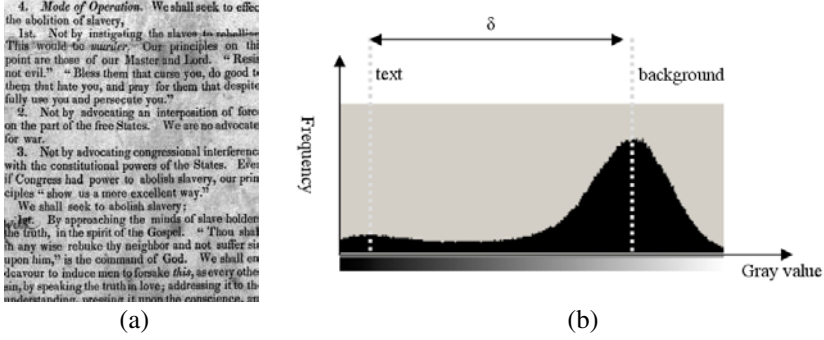 4. Mode of Operation. We shall seek to effec
the abolition of slavery,
1st. Not by instigating the slaves to rebellion
This would be murder. Our principles on thi
point are those of our Master and Lord. "Resis
not evil." "Bless them that curse you, do good to
them that hate you, and pray for them that despite
fully use you and persecute you."
2. Not by advocating an interposition of force
on the part of the free States. We are no advocate
for war.
3. Not by advocating congressional interference
with the constitutional powers of the States. Even
if Congress had power to abolish slavery, our prin
ciples "show us a more excellent way."
We shall seek to abolish slavery;
1st. By approaching the minds of slave holders
the truth, in the spirit of the Gospel. "Thou shal
in any wise rebuke thy neighbor and not suffer sin
upon him," is the command of God. We shall en
deavour to induce men to forsake this, as every othe
sin, by speaking the truth in love; addressing it to the
understanding, pressing it upon the conscience, an
(a)
δ
text
background
Frequency
Gray value
(b)